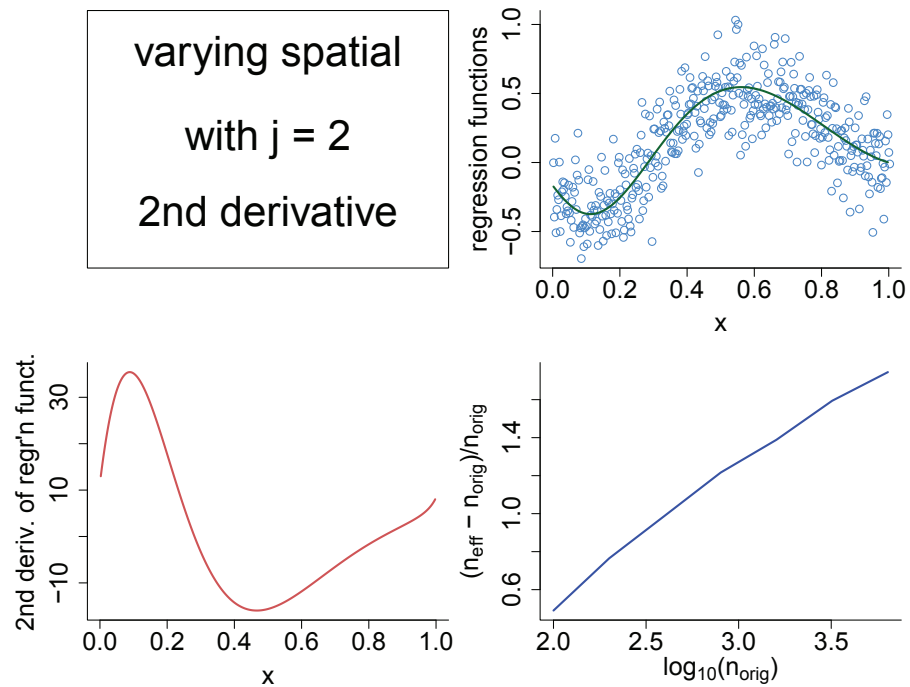 varying spatial
with j = 2
2nd derivative
regression functions
1.0
0.5
0.0
−0.5
0.0 0.2 0.4 0.6 0.8 1.0
x
2nd deriv. of regr'n funct.
30
10
−10
0.0 0.2 0.4 0.6 0.8 1.0
x
(n_eff − n_orig)/n_orig
1.4
1.0
0.6
2.0 2.5 3.0 3.5
log_10(n_orig)